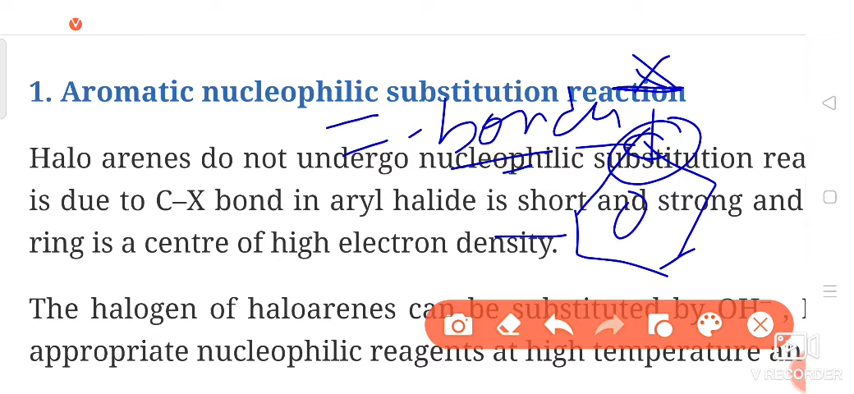 1. Aromatic nucleophilic substitution reaction
= - bond
X
Halo arenes do not undergo nucleophilic substitution rea
is due to C–X bond in aryl halide is short and strong and
ring is a centre of high electron density.
The halogen of haloarenes can be substituted by OH⁻,
appropriate nucleophilic reagents at high temperature an
V RECORDER